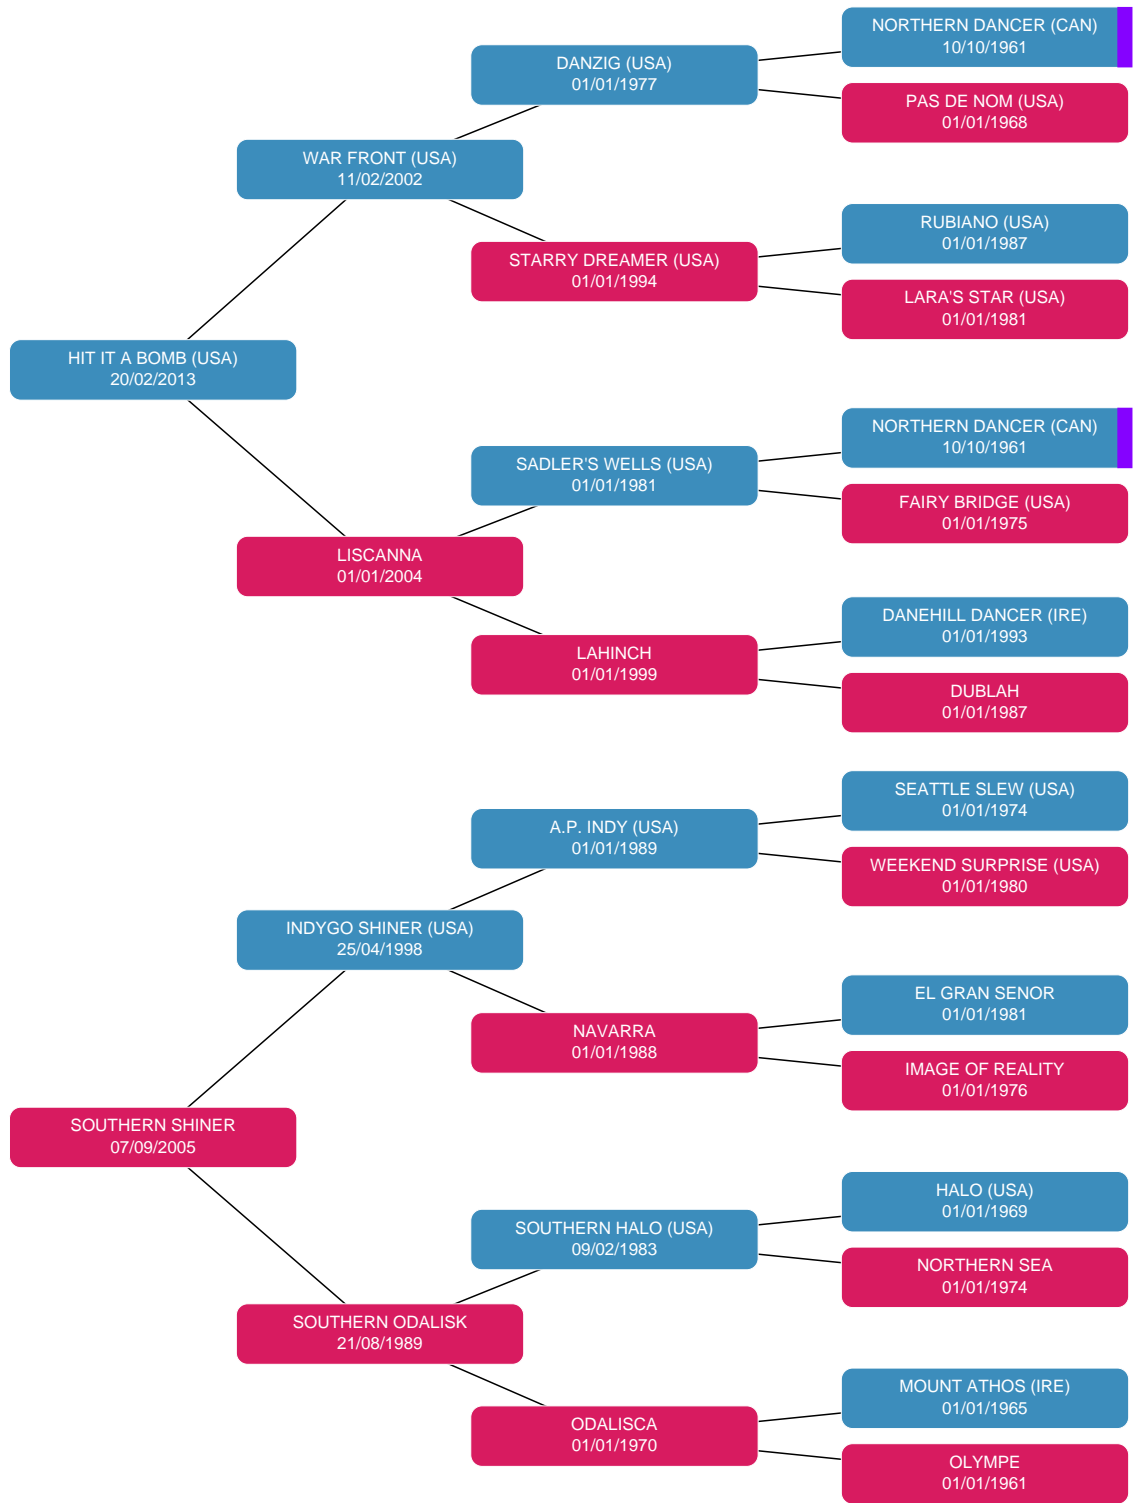 NORTHERN DANCER (CAN)
10/10/1961
DANZIG (USA)
01/01/1977
PAS DE NOM (USA)
01/01/1968
WAR FRONT (USA)
11/02/2002
RUBIANO (USA)
01/01/1987
STARRY DREAMER (USA)
01/01/1994
LARA'S STAR (USA)
01/01/1981
HIT IT A BOMB (USA)
20/02/2013
NORTHERN DANCER (CAN)
10/10/1961
SADLER'S WELLS (USA)
01/01/1981
FAIRY BRIDGE (USA)
01/01/1975
LISCANNA
01/01/2004
DANEHILL DANCER (IRE)
01/01/1993
LAHINCH
01/01/1999
DUBLAH
01/01/1987
SEATTLE SLEW (USA)
01/01/1974
A.P. INDY (USA)
01/01/1989
WEEKEND SURPRISE (USA)
01/01/1980
INDYGO SHINER (USA)
25/04/1998
EL GRAN SENOR
01/01/1981
NAVARRA
01/01/1988
IMAGE OF REALITY
01/01/1976
SOUTHERN SHINER
07/09/2005
HALO (USA)
01/01/1969
SOUTHERN HALO (USA)
09/02/1983
NORTHERN SEA
01/01/1974
SOUTHERN ODALISK
21/08/1989
MOUNT ATHOS (IRE)
01/01/1965
ODALISCA
01/01/1970
OLYMPE
01/01/1961